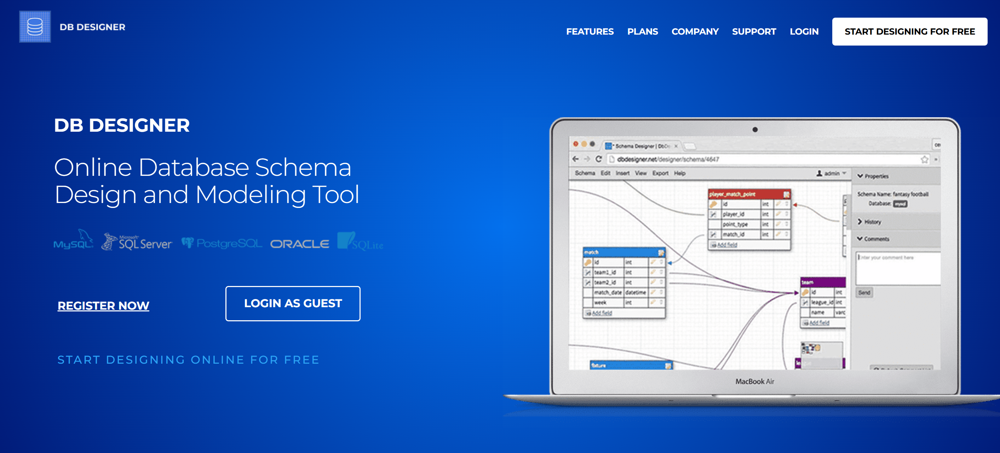 DB DESIGNER
FEATURES PLANS COMPANY SUPPORT LOGIN START DESIGNING FOR FREE
DB DESIGNER
Online Database Schema
Design and Modeling Tool
MySQL Microsoft SQL Server PostgreSQL ORACLE SQLite
REGISTER NOW
LOGIN AS GUEST
START DESIGNING ONLINE FOR FREE
* Schema Designer | DbDe
dbdesigner.net/designer/schema/4647
Schema Edit Insert View Export Help
admin
player_match_point
id int
player_id int
point_type int
match_id int
Add field
match
id int
team1_id int
team2_id int
match_date datetime
week int
Add field
team
id int
league_id int
name varc
Add field
fixture
Properties
Schema Name: fantasy football
Database: mysql
History
Comments
Enter your comment here
Send
MacBook Air